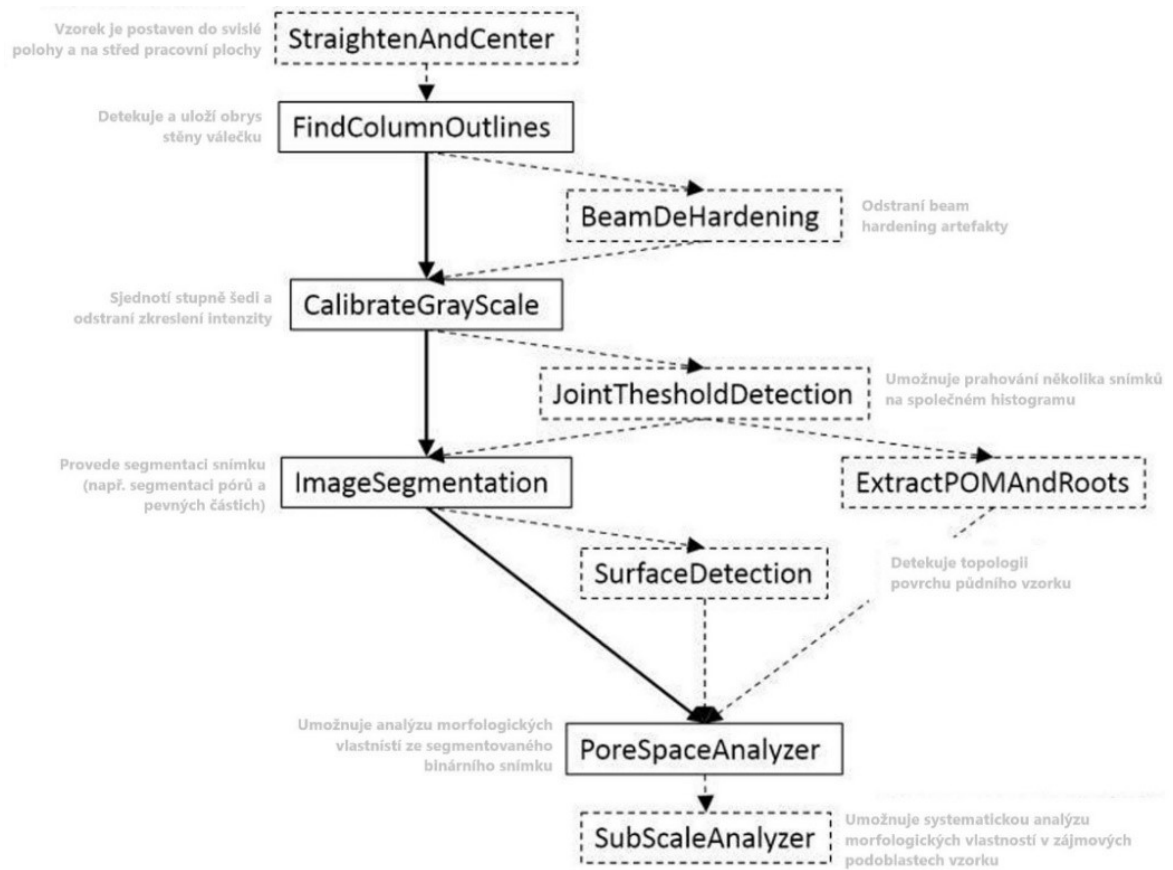 Vzorek je postaven do svislé
polohy a na střed pracovní plochy
StraightenAndCenter
Detekuje a uloží obrys
stěny válečku
FindColumnOutlines
BeamDeHardening
Odstraní beam
hardening artefakty
Sjednotí stupně šedi a
odstraní zkreslení intenzity
CalibrateGrayScale
JointThesholdDetection
Umožnuje prahování několika snímků
na společném histogramu
Provede segmentaci snímku
(např. segmentaci pórů a
pevných částich)
ImageSegmentation
ExtractPOMAndRoots
SurfaceDetection
Detekuje topologii
povrchu půdního vzorku
Umožnuje analýzu morfologických
vlastností ze segmentovaného
binárního snímku
PoreSpaceAnalyzer
SubScaleAnalyzer
Umožnuje systematickou analýzu
morfologických vlastností v zájmových
podoblastech vzorku